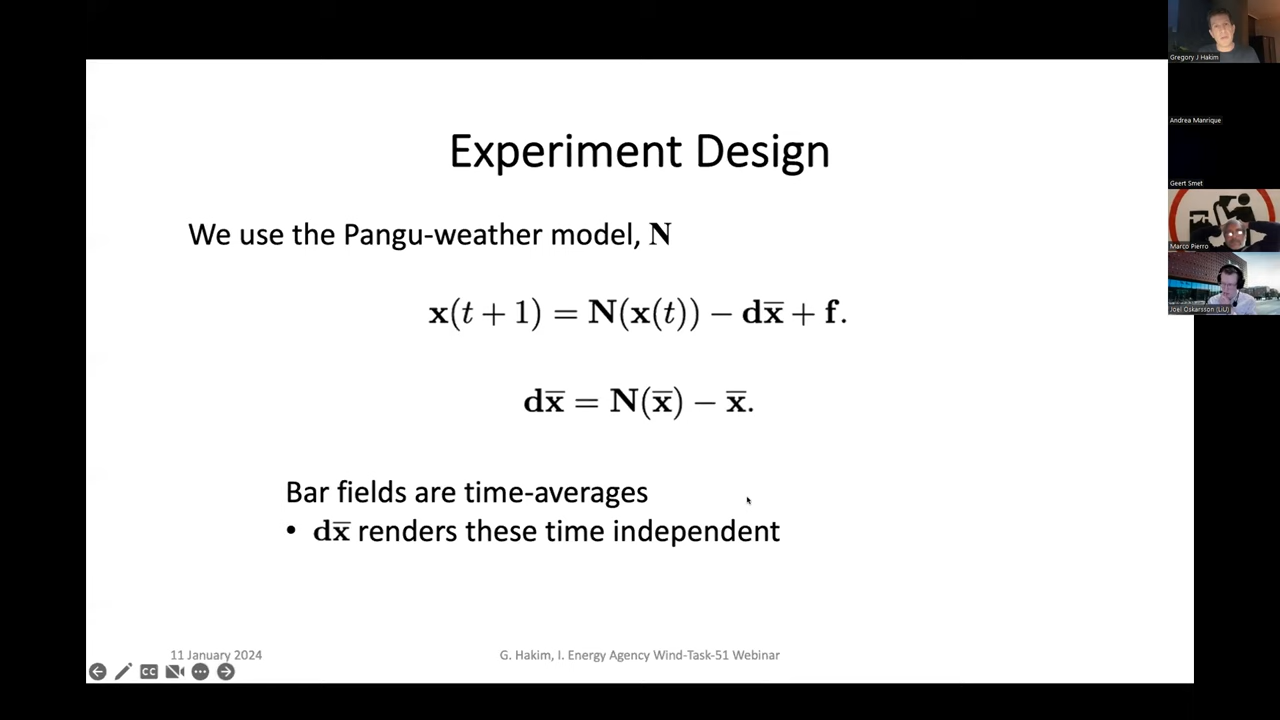 Experiment Design
We use the Pangu-weather model, N
x(t + 1) = N(x(t)) − dx̅ + f.
dx̅ = N(x̅) − x̅.
Bar fields are time-averages
• dx̅ renders these time independent
11 January 2024
G. Hakim, I. Energy Agency Wind-Task-51 Webinar
CC
Gregory J Hakim
Andrea Manrique
Geert Smet
Marco Pierro
Joel Oskarsson (LiU)